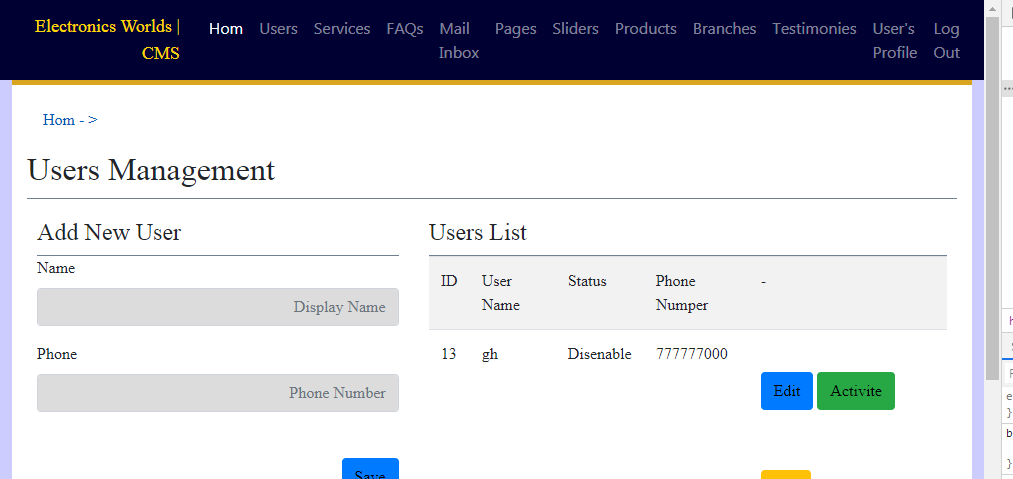 Electronics Worlds |
CMS
Hom Users Services FAQs Mail Inbox Pages Sliders Products Branches Testimonies User's Profile Log Out
Hom - >
Users Management
Add New User
Name
Display Name
Phone
Phone Number
Save
Users List
ID User Name Status Phone Numper -
13 gh Disenable 777777000
Edit Activite